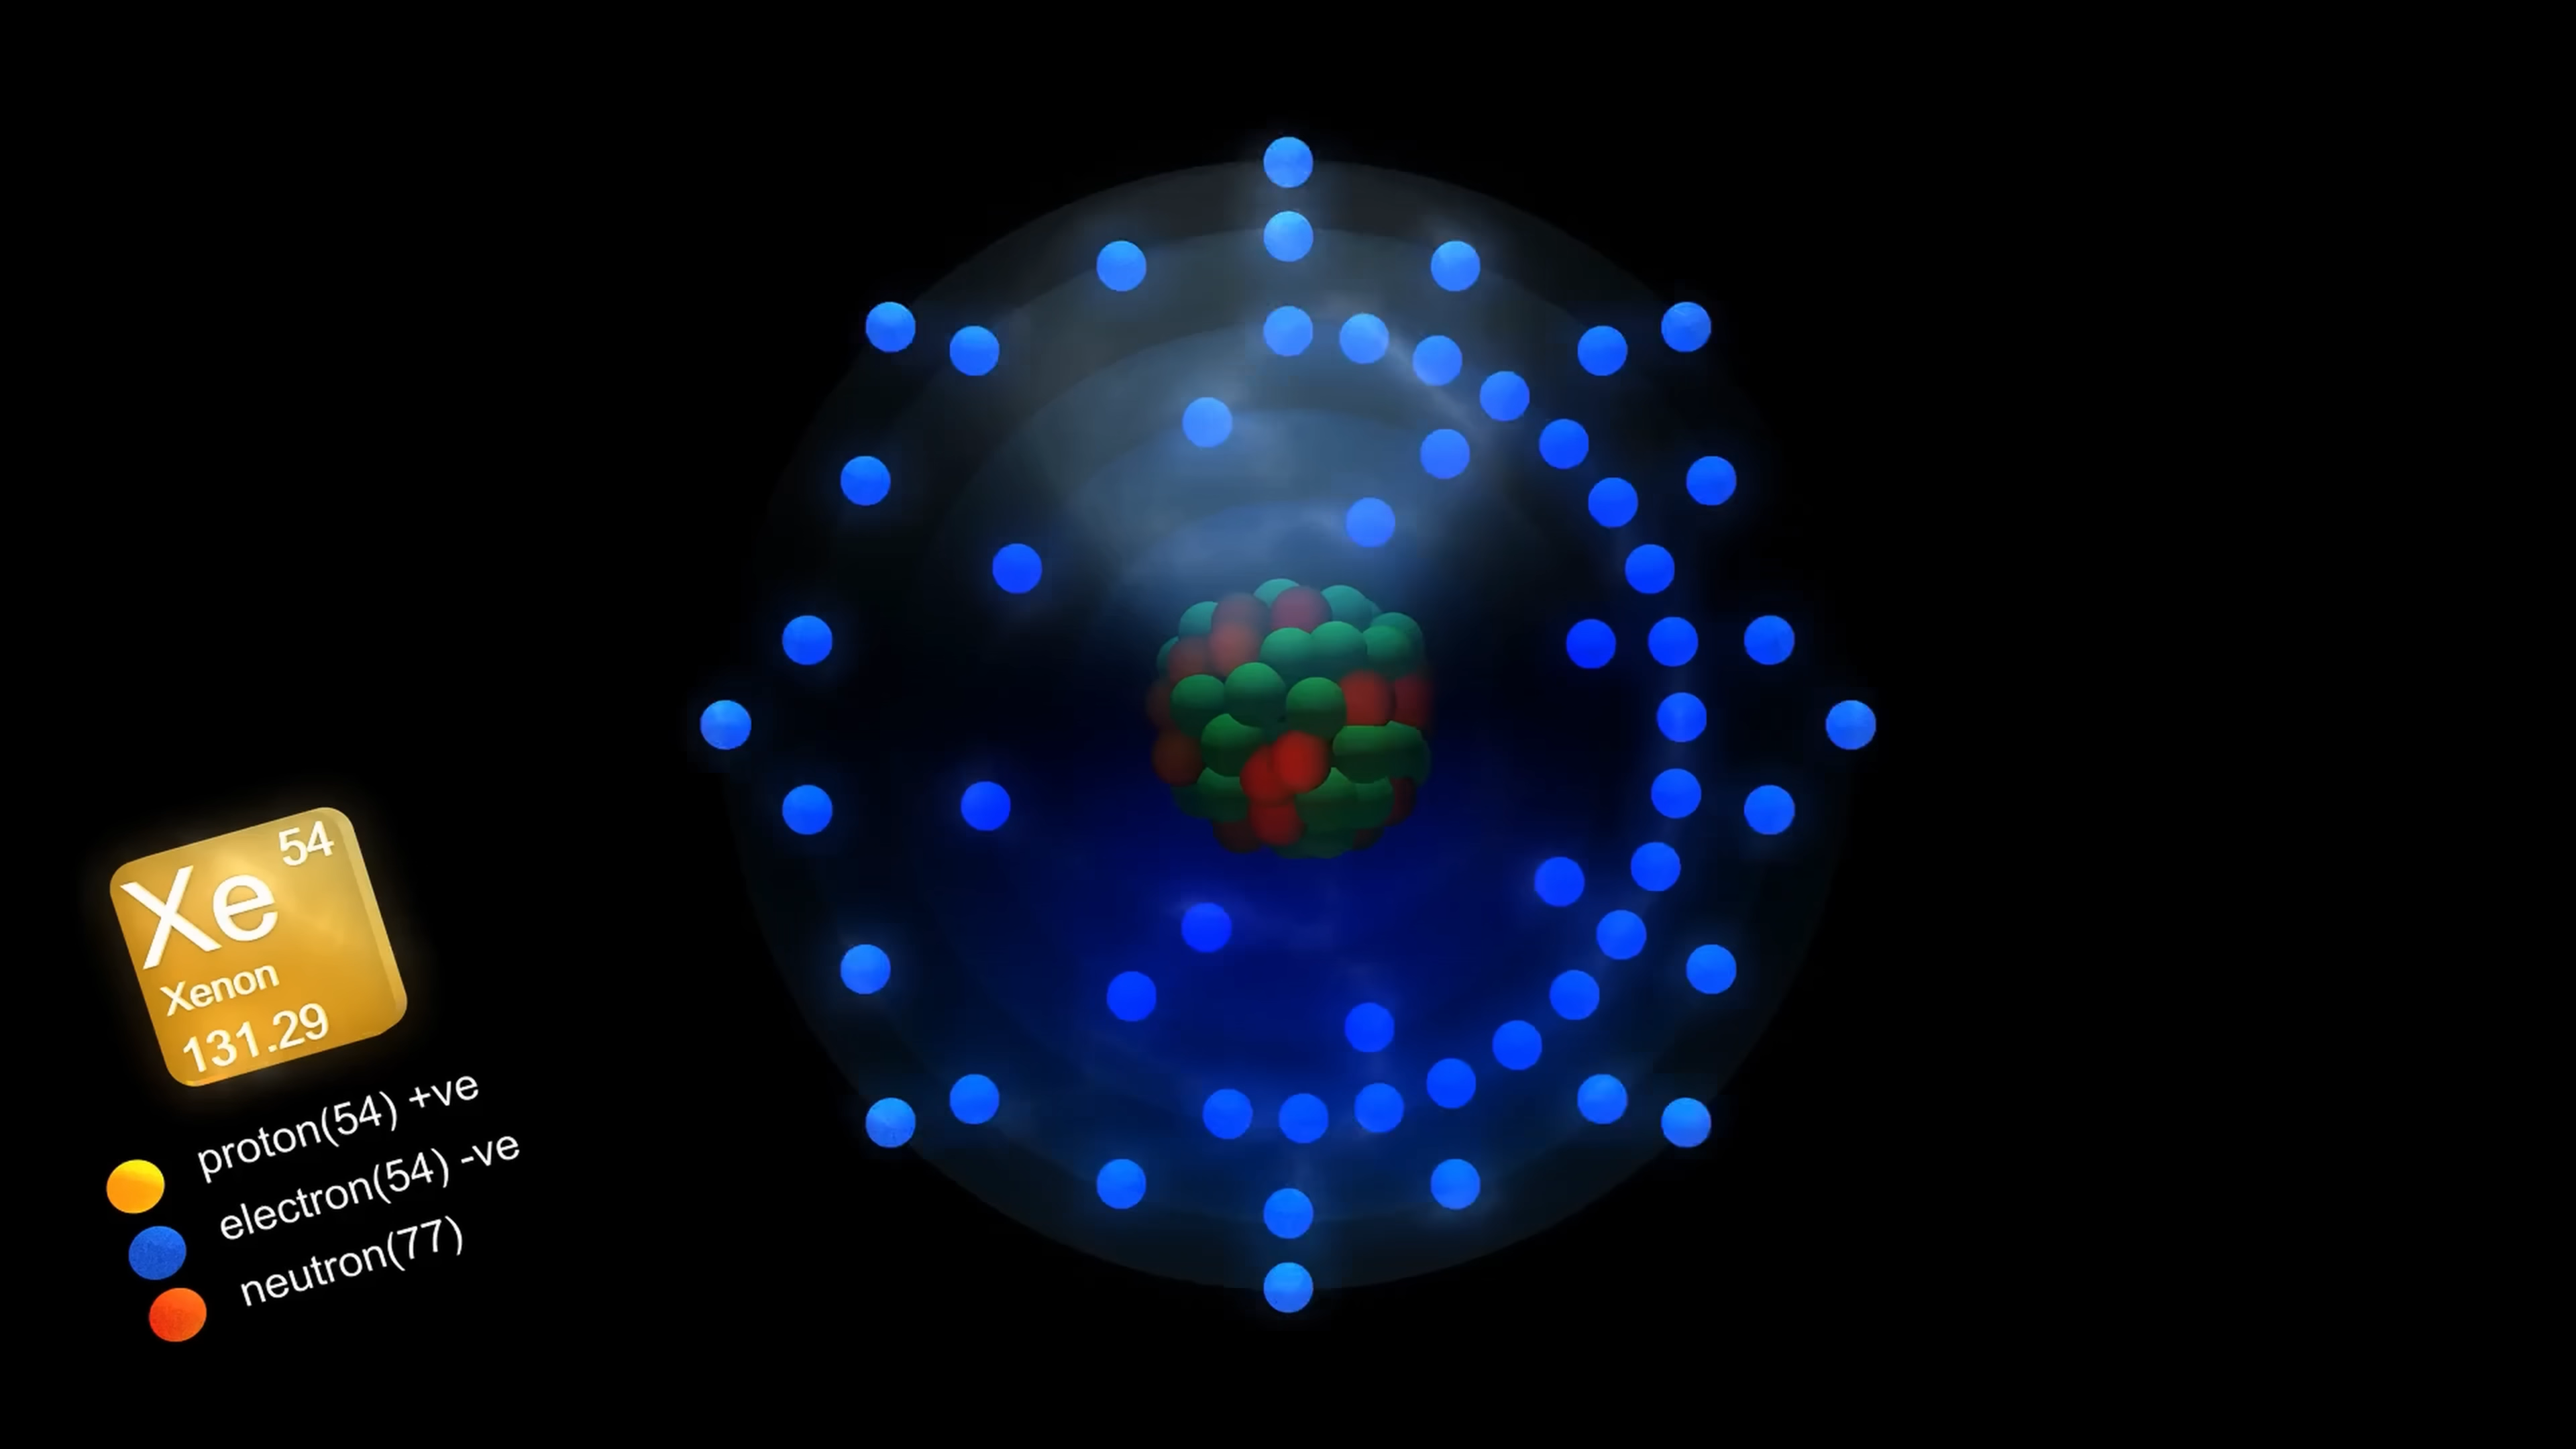 54
Xe
Xenon
131.29
proton(54) +ve
electron(54) -ve
neutron(77)